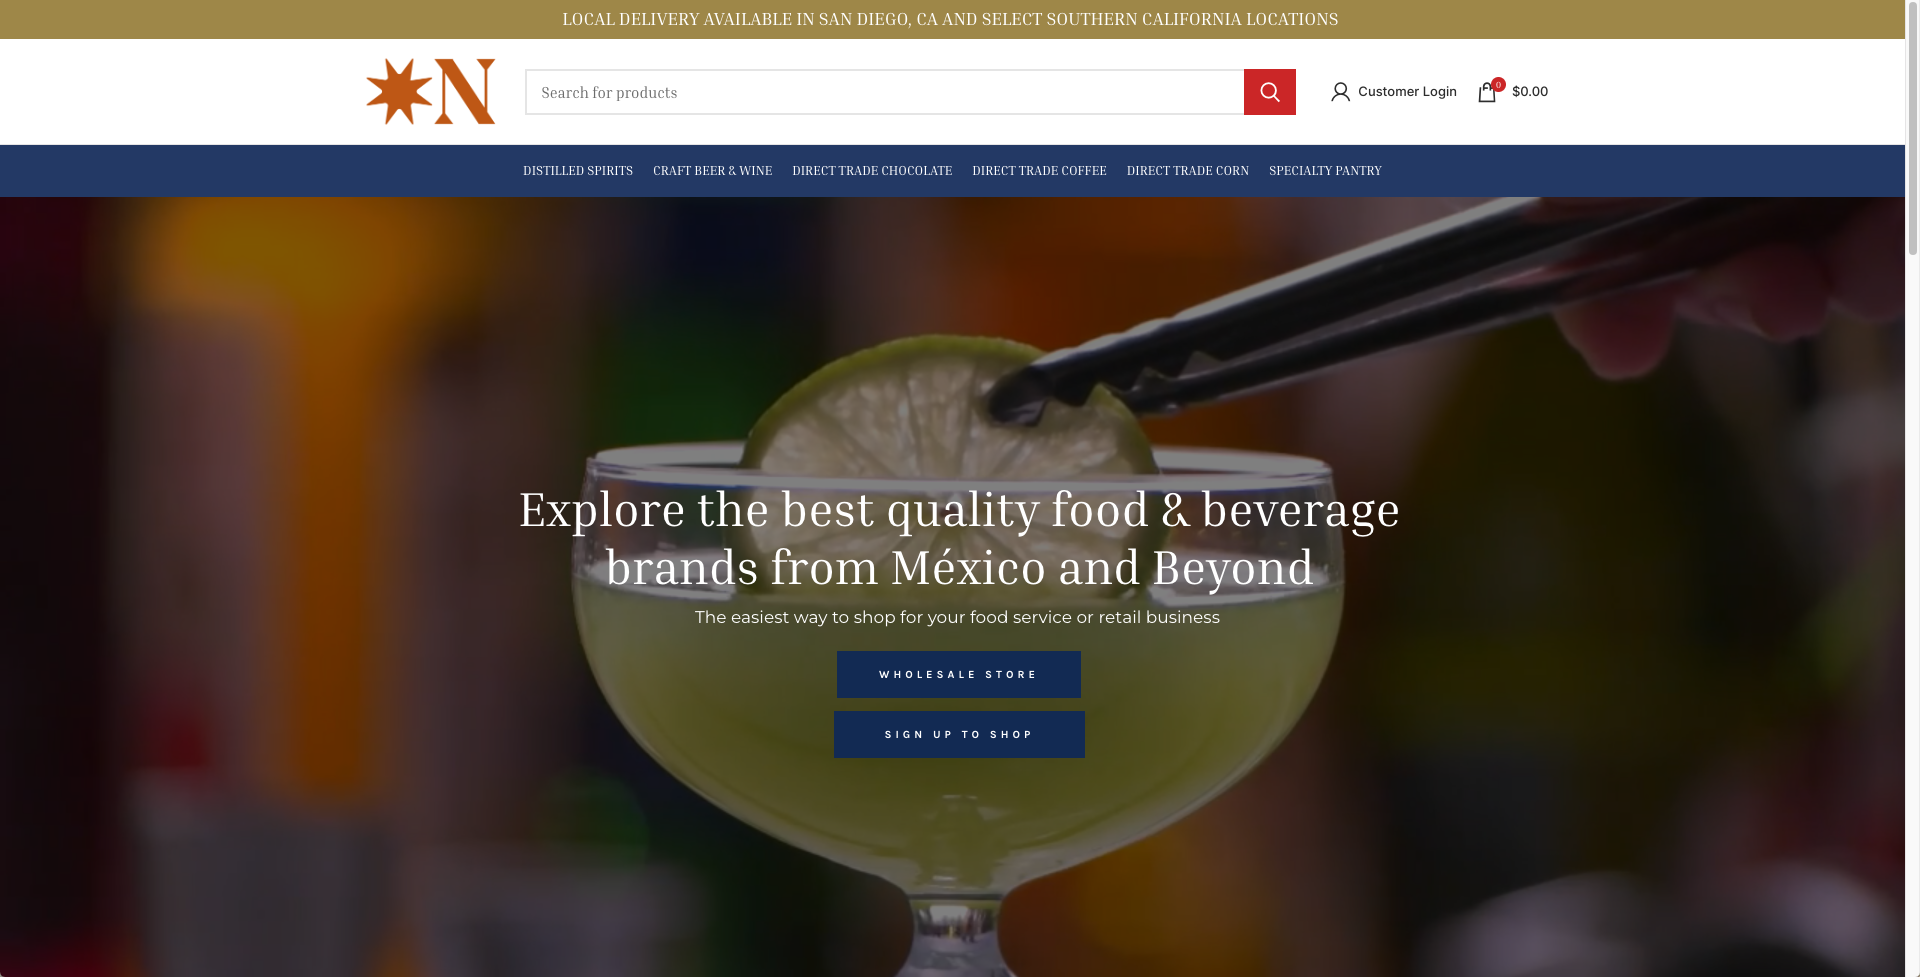 LOCAL DELIVERY AVAILABLE IN SAN DIEGO, CA AND SELECT SOUTHERN CALIFORNIA LOCATIONS
N
Search for products
Customer Login
0
$0.00
DISTILLED SPIRITS
CRAFT BEER & WINE
DIRECT TRADE CHOCOLATE
DIRECT TRADE COFFEE
DIRECT TRADE CORN
SPECIALTY PANTRY
Explore the best quality food & beverage
brands from México and Beyond
The easiest way to shop for your food service or retail business
WHOLESALE STORE
SIGN UP TO SHOP